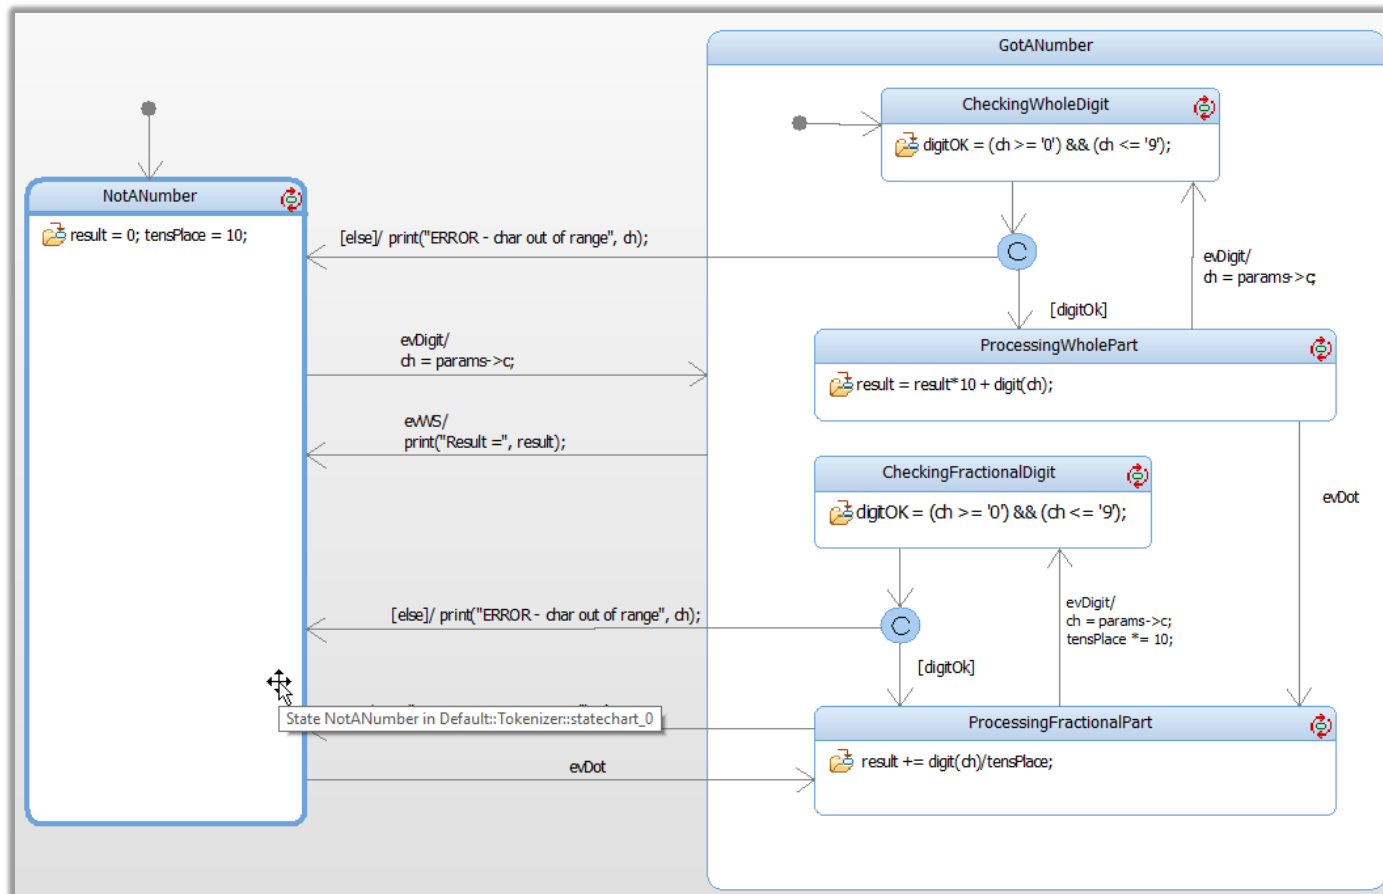 GotANumber
CheckingWholeDigit
digitOK = (ch >= '0') && (ch <= '9');
NotANumber
result = 0; tensPlace = 10;
[else]/ print("ERROR - char out of range", ch);
C
evDigit/
ch = params->c;
[digitOk]
ProcessingWholePart
result = result*10 + digit(ch);
evDigit/
ch = params->c;
evWS/
print("Result =", result);
CheckingFractionalDigit
digitOK = (ch >= '0') && (ch <= '9');
evDot
[else]/ print("ERROR - char out of range", ch);
C
evDigit/
ch = params->c;
tensPlace *= 10;
[digitOk]
State NotANumber in Default::Tokenizer::statechart_0
ProcessingFractionalPart
result += digit(ch)/tensPlace;
evDot